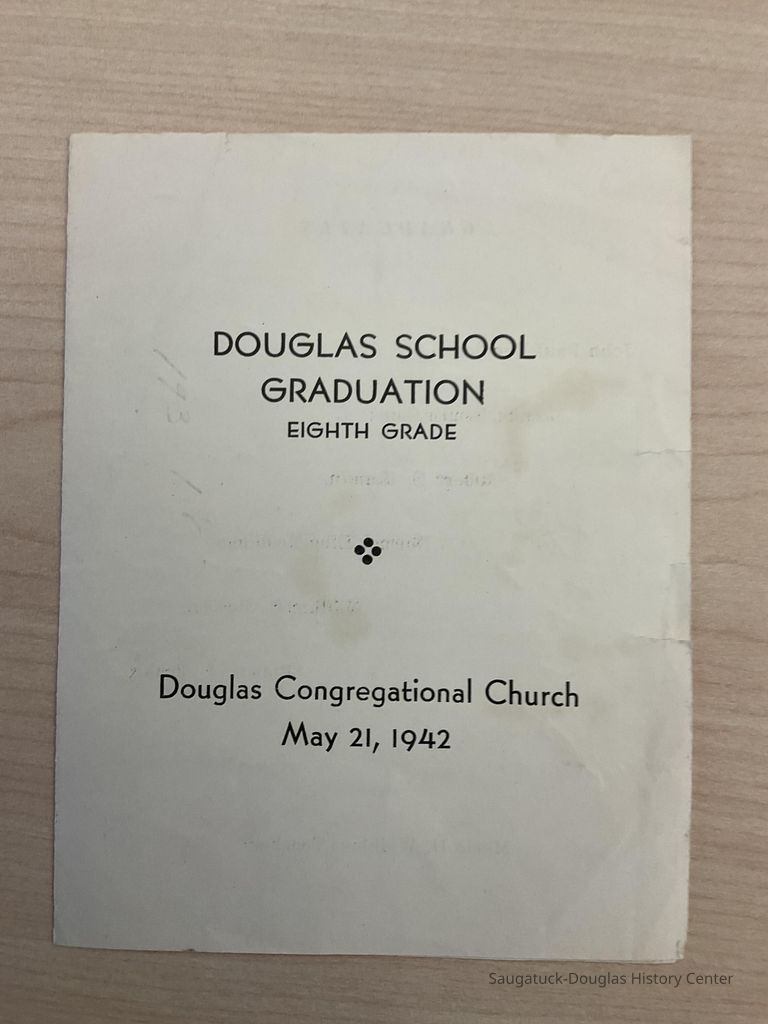 DOUGLAS SCHOOL
GRADUATION
EIGHTH GRADE
Douglas Congregational Church
May 21, 1942
Saugatuck-Douglas History Center